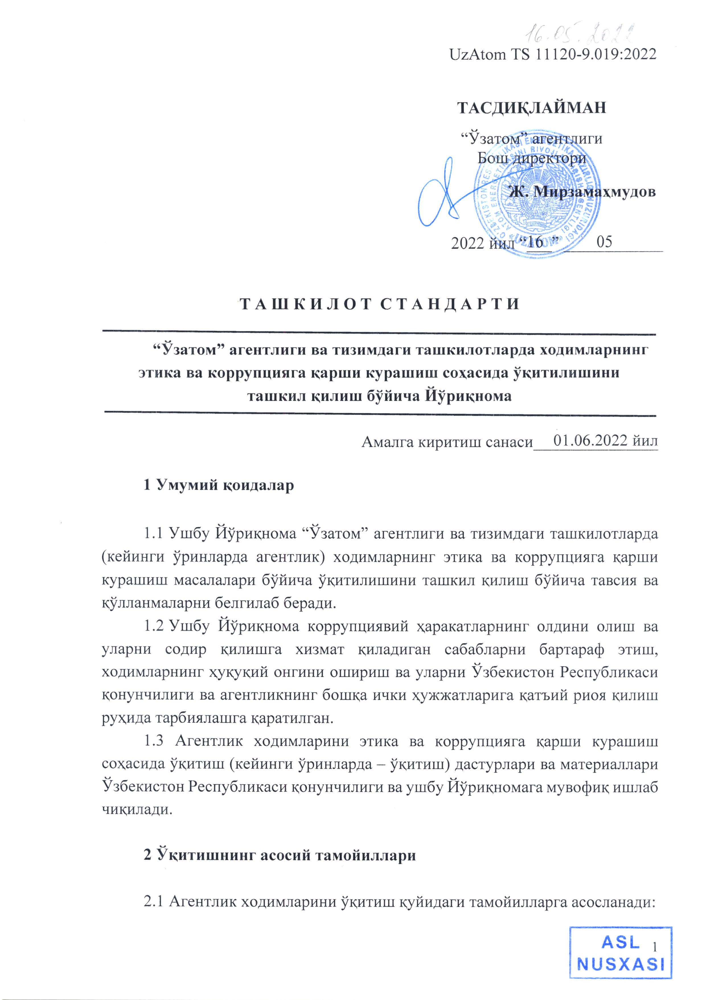 16.05.2022
UzAtom TS 11120-9.019:2022
ТАСДИҚЛАЙМАН
“Ўзатом” агентлиги
Бош директори
Ж. Мирзамаҳмудов
2022 йил “16” 05
ТАШКИЛОТ СТАНДАРТИ
“Ўзатом” агентлиги ва тизимдаги ташкилотларда ходимларнинг
этика ва коррупцияга қарши курашиш соҳасида ўқитилишини
ташкил қилиш бўйича Йўриқнома
Амалга киритиш санаси 01.06.2022 йил
1 Умумий қоидалар
1.1 Ушбу Йўриқнома “Ўзатом” агентлиги ва тизимдаги ташкилотларда
(кейинги ўринларда агентлик) ходимларнинг этика ва коррупцияга қарши
курашиш масалалари бўйича ўқитилишини ташкил қилиш бўйича тавсия ва
қўлланмаларни белгилаб беради.
1.2 Ушбу Йўриқнома коррупциявий ҳаракатларнинг олдини олиш ва
уларни содир қилишга хизмат қиладиган сабабларни бартараф этиш,
ходимларнинг ҳуқуқий онгини ошириш ва уларни Ўзбекистон Республикаси
қонунчилиги ва агентликнинг бошқа ички ҳужжатларига қатъий риоя қилиш
руҳида тарбиялашга қаратилган.
1.3 Агентлик ходимларини этика ва коррупцияга қарши курашиш
соҳасида ўқитиш (кейинги ўринларда – ўқитиш) дастурлари ва материаллари
Ўзбекистон Республикаси қонунчилиги ва ушбу Йўриқномага мувофиқ ишлаб
чиқилади.
2 Ўқитишнинг асосий тамойиллари
2.1 Агентлик ходимларини ўқитиш қуйидаги тамойилларга асосланади:
ASL
1
NUSXASI
«UZATOM»